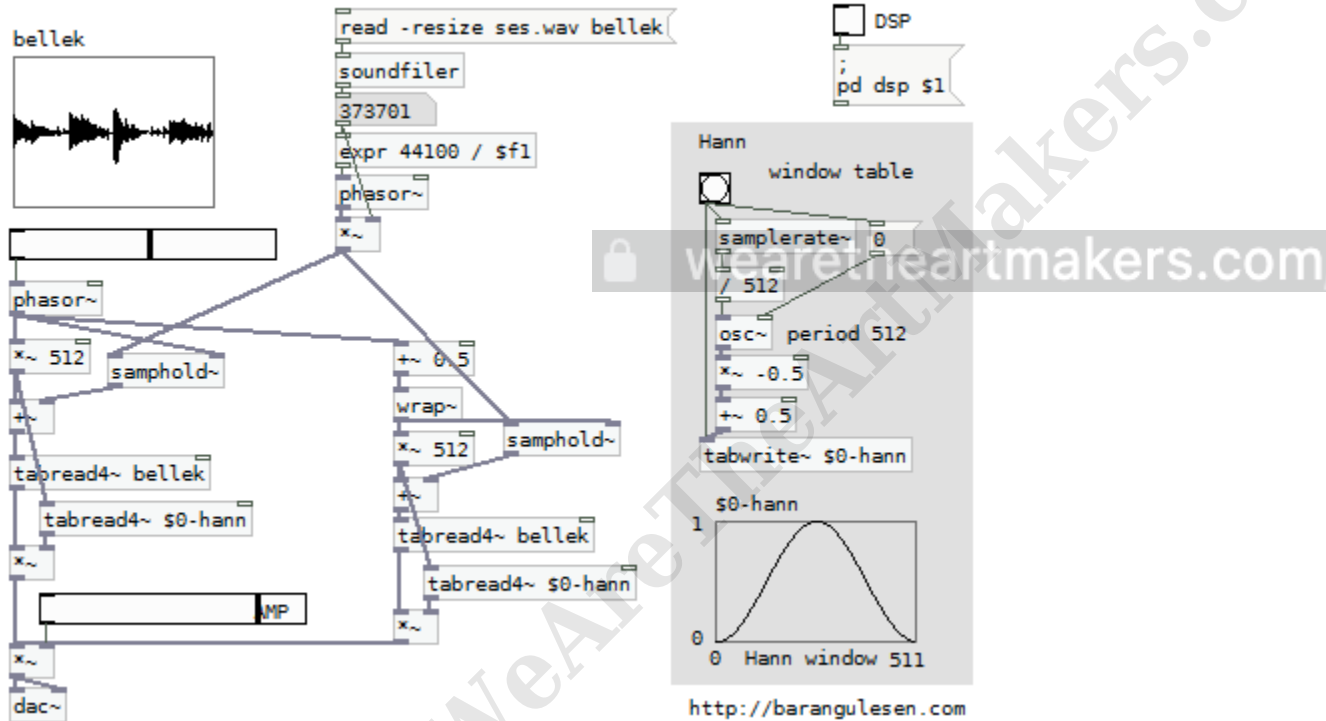 bellek
read -resize ses.wav bellek
soundfiler
373701
expr 44100 / $f1
phasor~
*~
DSP
;
pd dsp $1
phasor~
*~ 512
samphold~
+~
tabread4~ bellek
tabread4~ $0-hann
*~
*~
dac~
+~ 0.5
wrap~
*~ 512
samphold~
+~
tabread4~ bellek
tabread4~ $0-hann
*~
Hann
window table
samplerate~
0
/ 512
osc~
period 512
*~ -0.5
+~ 0.5
tabwrite~ $0-hann
$0-hann
1
0
0 Hann window 511
http://barangulesen.com
wearetheartmakers.com